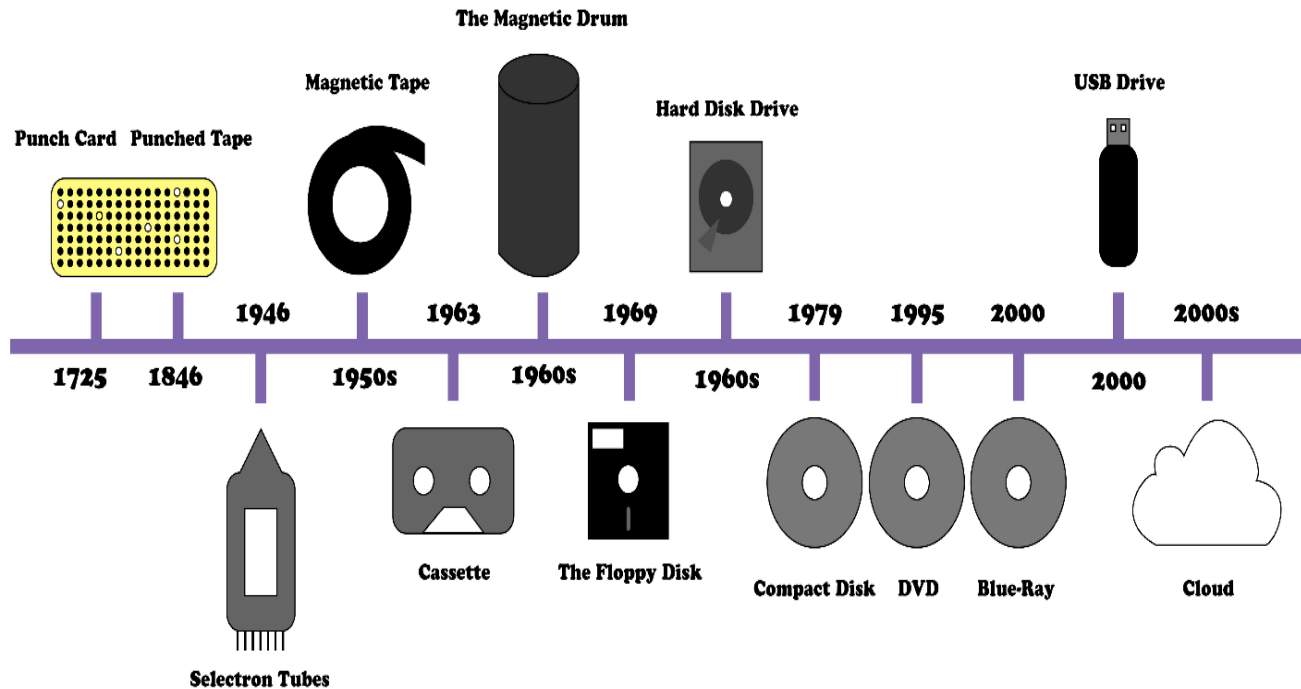 The Magnetic Drum
Magnetic Tape
USB Drive
Hard Disk Drive
Punch Card Punched Tape
1946 1963 1969 1979 1995 2000 2000s
1725 1846 1950s 1960s 1960s 2000
Cassette
The Floppy Disk
Compact Disk DVD Blue-Ray Cloud
Selectron Tubes